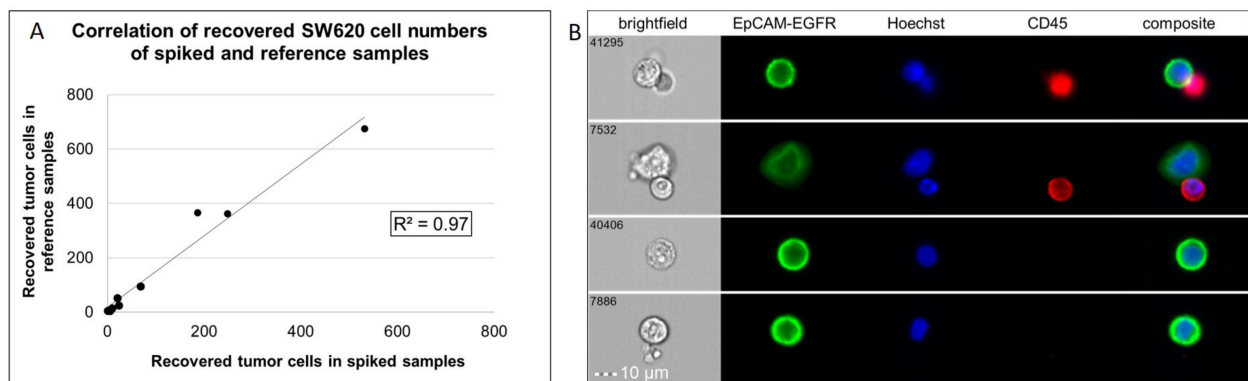 A
Correlation of recovered SW620 cell numbers
of spiked and reference samples
Recovered tumor cells in
reference samples
800
600
400
200
0
0
200
400
600
800
R² = 0.97
Recovered tumor cells in spiked samples
B
brightfield
EpCAM-EGFR
Hoechst
CD45
composite
41295
7532
40406
7886
10 µm